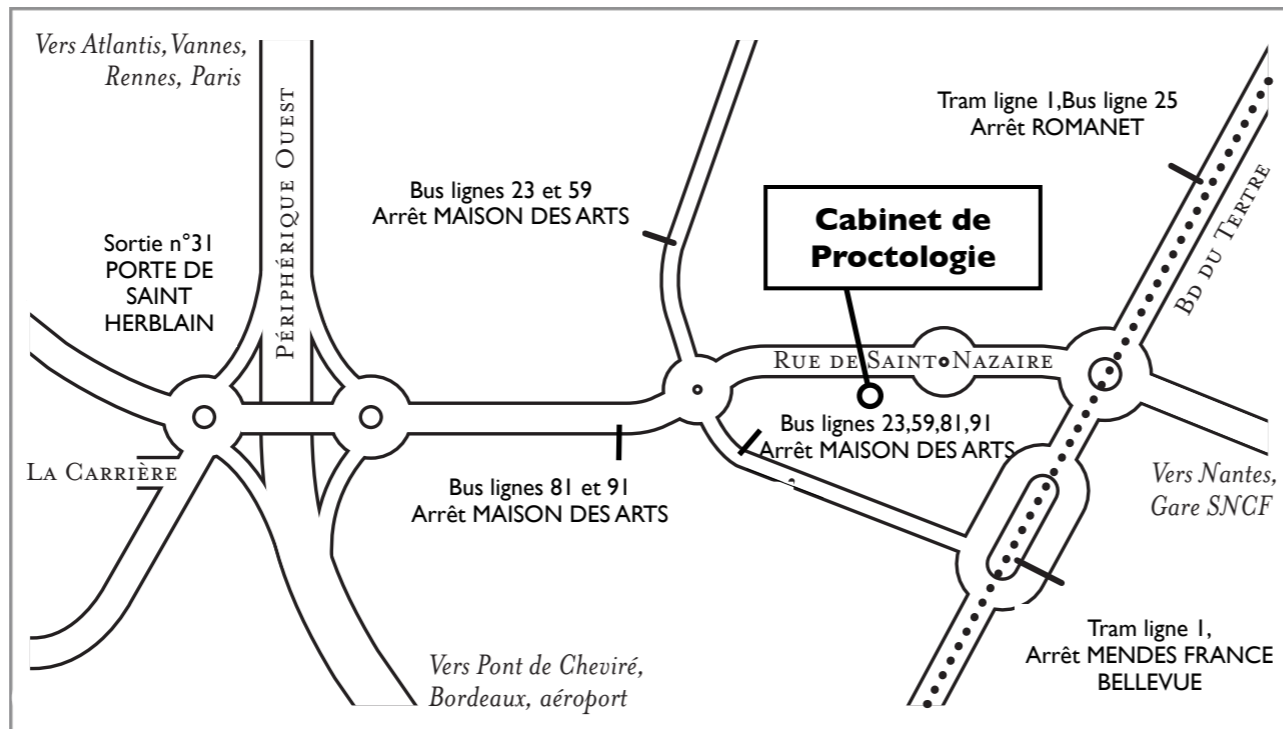 Vers Atlantis, Vannes,
Rennes, Paris
PÉRIPHÉRIQUE OUEST
Sortie n°31
PORTE DE
SAINT
HERBLAIN
LA CARRIÈRE
Bus lignes 23 et 59
Arrêt MAISON DES ARTS
Bus lignes 81 et 91
Arrêt MAISON DES ARTS
Vers Pont de Cheviré,
Bordeaux, aéroport
Cabinet de
Proctologie
RUE DE SAINT NAZAIRE
Bus lignes 23,59,81,91
Arrêt MAISON DES ARTS
Tram ligne 1,Bus ligne 25
Arrêt ROMANET
BD DU TERTRE
Vers Nantes,
Gare SNCF
Tram ligne 1,
Arrêt MENDES FRANCE
BELLEVUE